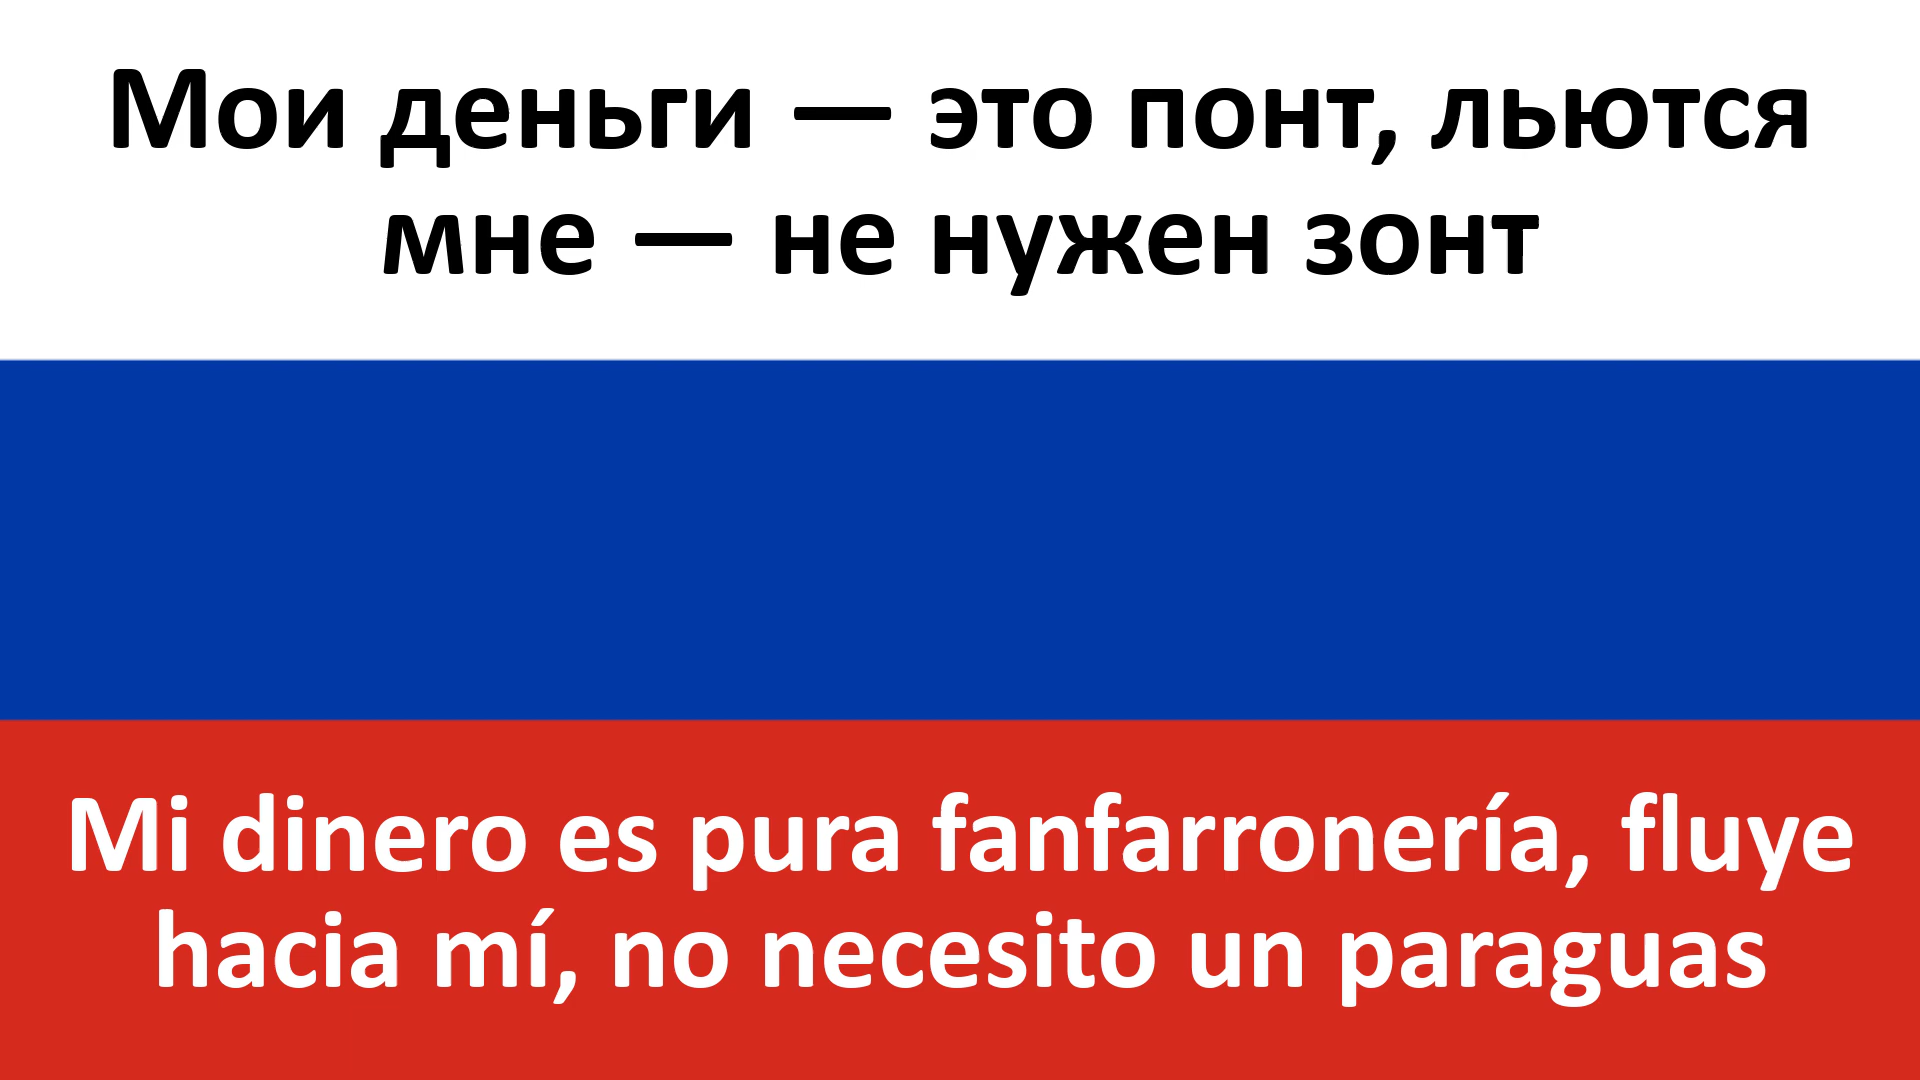 Мои деньги — это понт, льются
мне — не нужен зонт
Mi dinero es pura fanfarronería, fluye
hacia mí, no necesito un paraguas